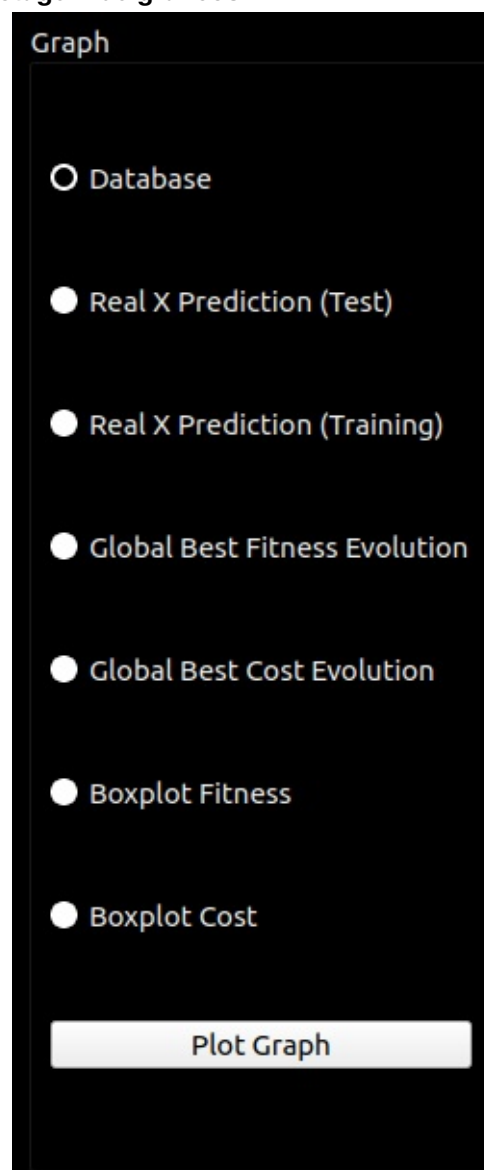 Graph
Database
Real X Prediction (Test)
Real X Prediction (Training)
Global Best Fitness Evolution
Global Best Cost Evolution
Boxplot Fitness
Boxplot Cost
Plot Graph